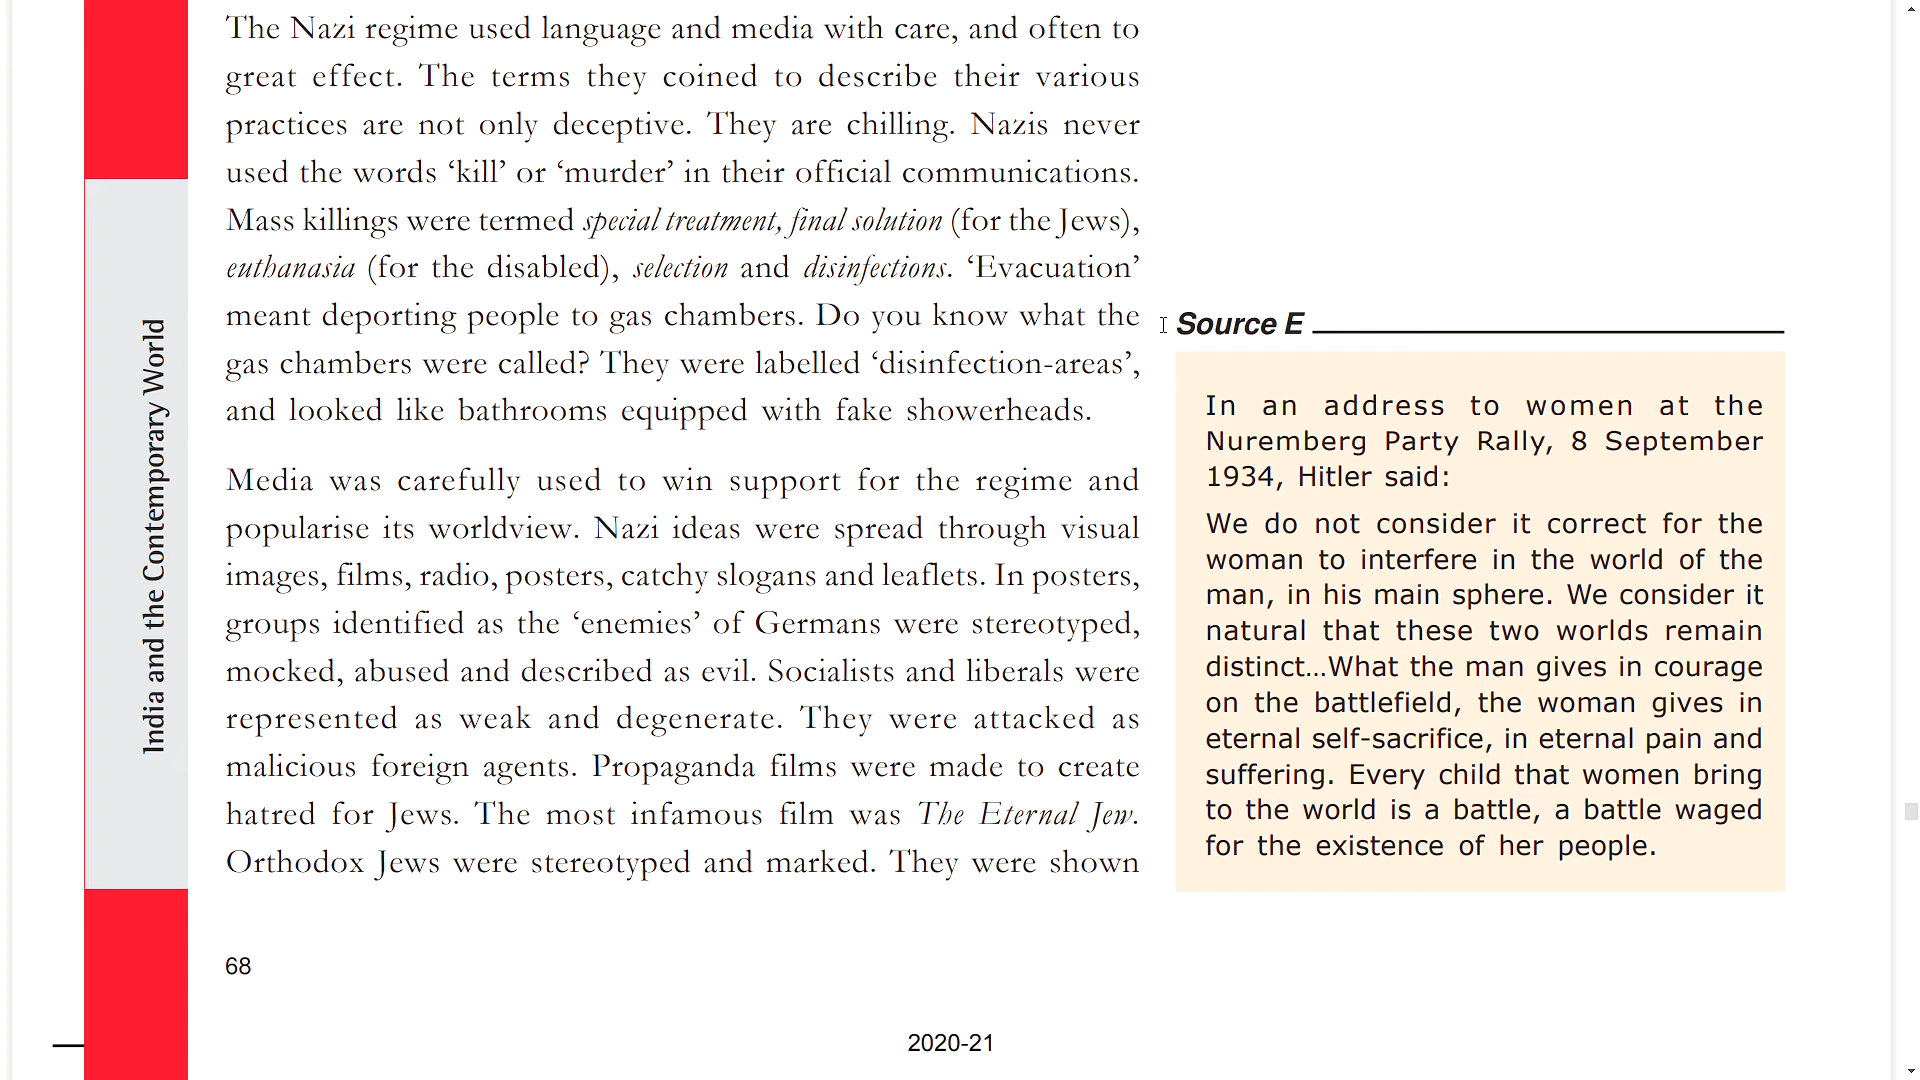 The Nazi regime used language and media with care, and often to
great effect. The terms they coined to describe their various
practices are not only deceptive. They are chilling. Nazis never
used the words ‘kill’ or ‘murder’ in their official communications.
Mass killings were termed special treatment, final solution (for the Jews),
euthanasia (for the disabled), selection and disinfections. ‘Evacuation’
meant deporting people to gas chambers. Do you know what the
gas chambers were called? They were labelled ‘disinfection-areas’,
and looked like bathrooms equipped with fake showerheads.
Media was carefully used to win support for the regime and
popularise its worldview. Nazi ideas were spread through visual
images, films, radio, posters, catchy slogans and leaflets. In posters,
groups identified as the ‘enemies’ of Germans were stereotyped,
mocked, abused and described as evil. Socialists and liberals were
represented as weak and degenerate. They were attacked as
malicious foreign agents. Propaganda films were made to create
hatred for Jews. The most infamous film was The Eternal Jew.
Orthodox Jews were stereotyped and marked. They were shown
Source E
In an address to women at the
Nuremberg Party Rally, 8 September
1934, Hitler said:
We do not consider it correct for the
woman to interfere in the world of the
man, in his main sphere. We consider it
natural that these two worlds remain
distinct…What the man gives in courage
on the battlefield, the woman gives in
eternal self-sacrifice, in eternal pain and
suffering. Every child that women bring
to the world is a battle, a battle waged
for the existence of her people.
India and the Contemporary World
68
2020-21